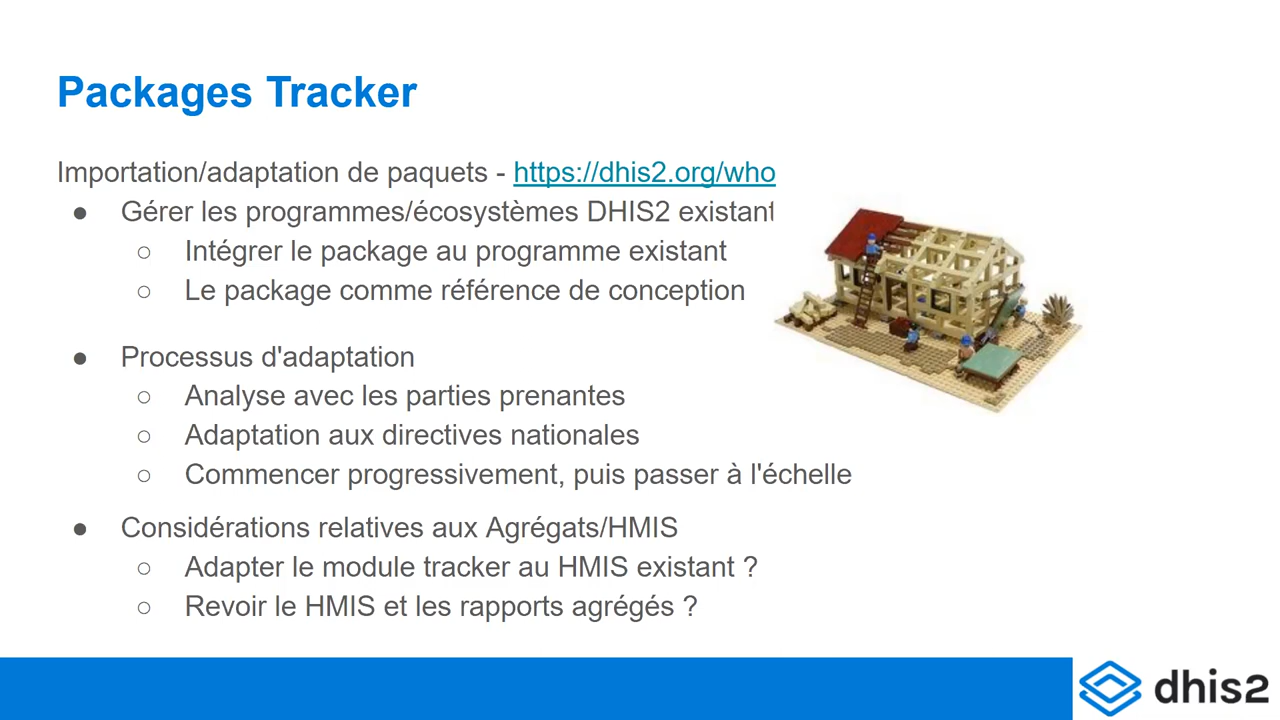 Packages Tracker
Importation/adaptation de paquets - https://dhis2.org/who
● Gérer les programmes/écosystèmes DHIS2 existant
○ Intégrer le package au programme existant
○ Le package comme référence de conception
● Processus d'adaptation
○ Analyse avec les parties prenantes
○ Adaptation aux directives nationales
○ Commencer progressivement, puis passer à l'échelle
● Considérations relatives aux Agrégats/HMIS
○ Adapter le module tracker au HMIS existant ?
○ Revoir le HMIS et les rapports agrégés ?
dhis2